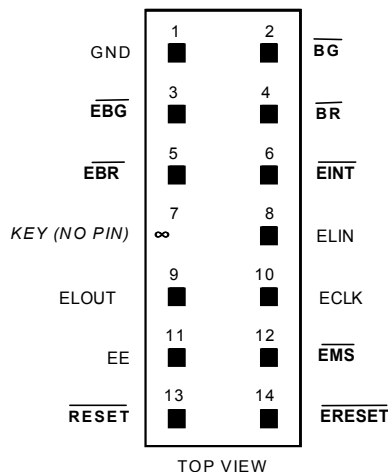 1 2
GND BG
3 4
EBG BR
5 6
EBR EINT
7 8
KEY (NO PIN) ∞ ELIN
9 10
ELOUT ECLK
11 12
EE EMS
13 14
RESET ERESET
TOP VIEW